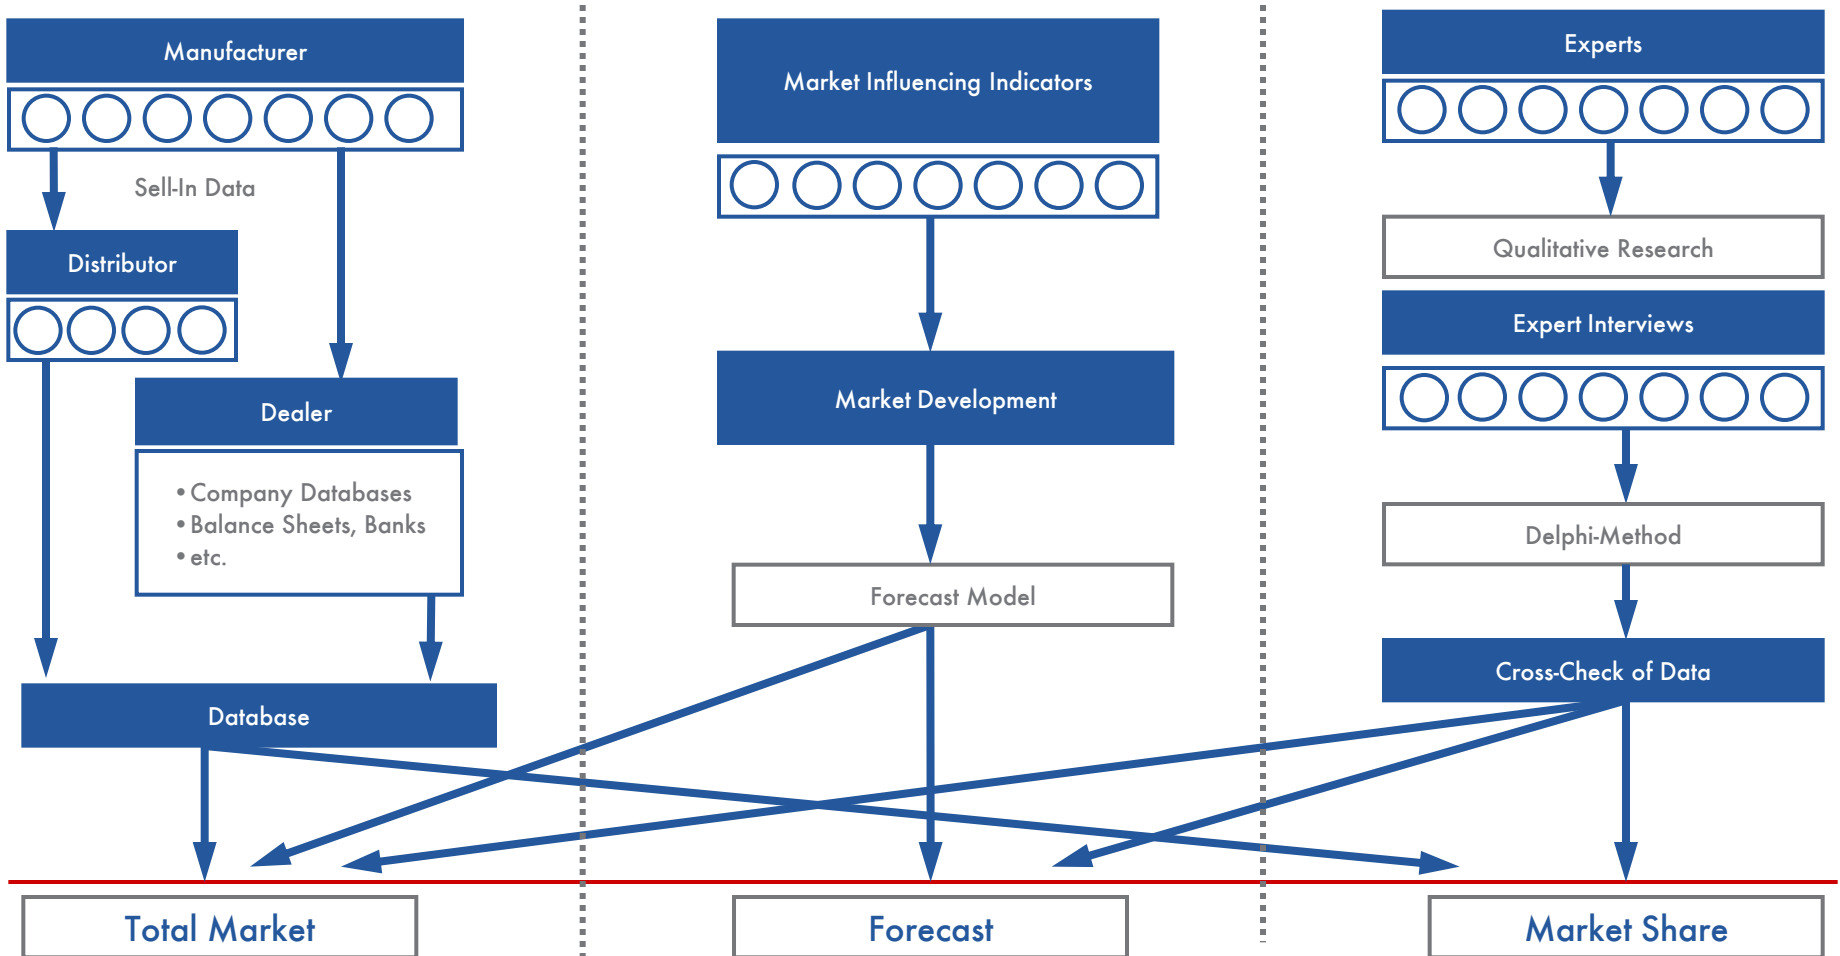 Manufacturer
Sell-In Data
Distributor
Dealer
• Company Databases
• Balance Sheets, Banks
• etc.
Database
Total Market
Market Influencing Indicators
Market Development
Forecast Model
Forecast
Experts
Qualitative Research
Expert Interviews
Delphi-Method
Cross-Check of Data
Market Share